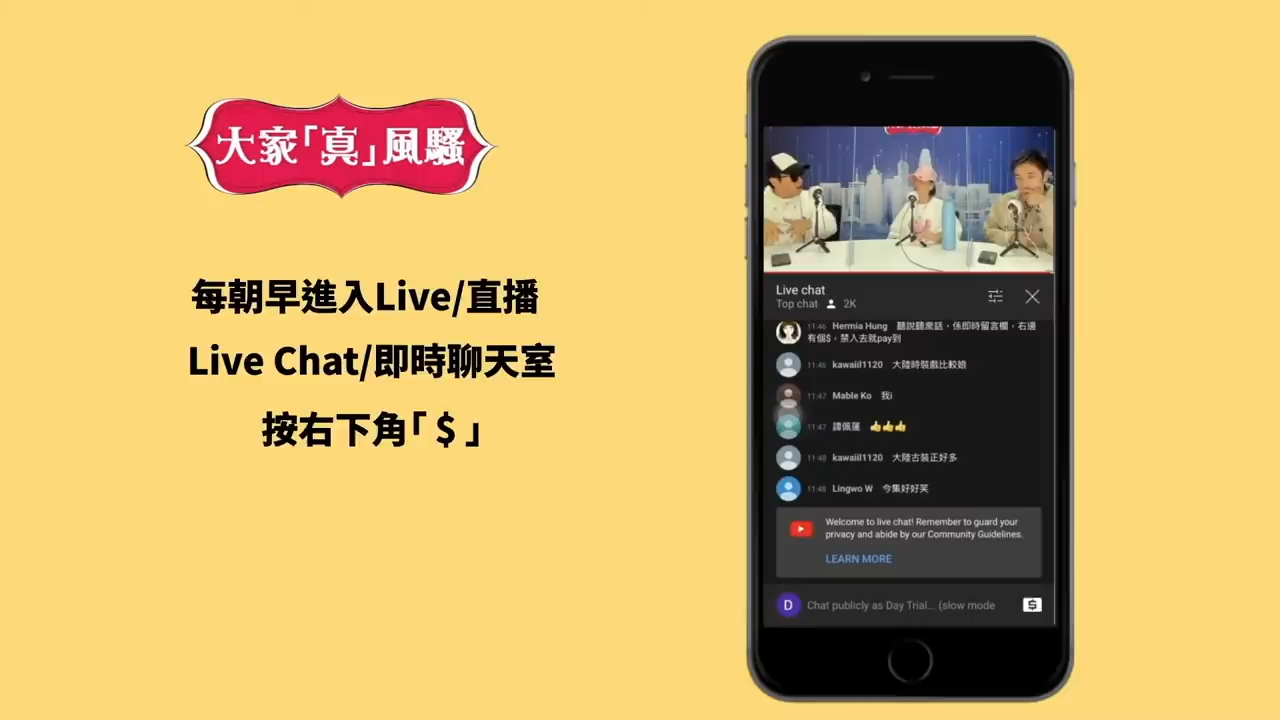 大家「真」風騷
每朝早進入Live/直播
Live Chat/即時聊天室
按右下角「$」
Live chat
Top chat 2K
11:46 Hermia Hung 聽說聽衆話，係即時留言欄，右邊
有個$，禁入去就pay到
11:46 kawaiil1120 大陸時裝戲比較娘
11:47 Mable Ko 我i
11:47 譚佩蓮 👍👍👍
11:48 kawaiil1120 大陸古裝正好多
11:48 Lingwo W 今集好好笑
Welcome to live chat! Remember to guard your
privacy and abide by our Community Guidelines.
LEARN MORE
D Chat publicly as Day Trial... (slow mode